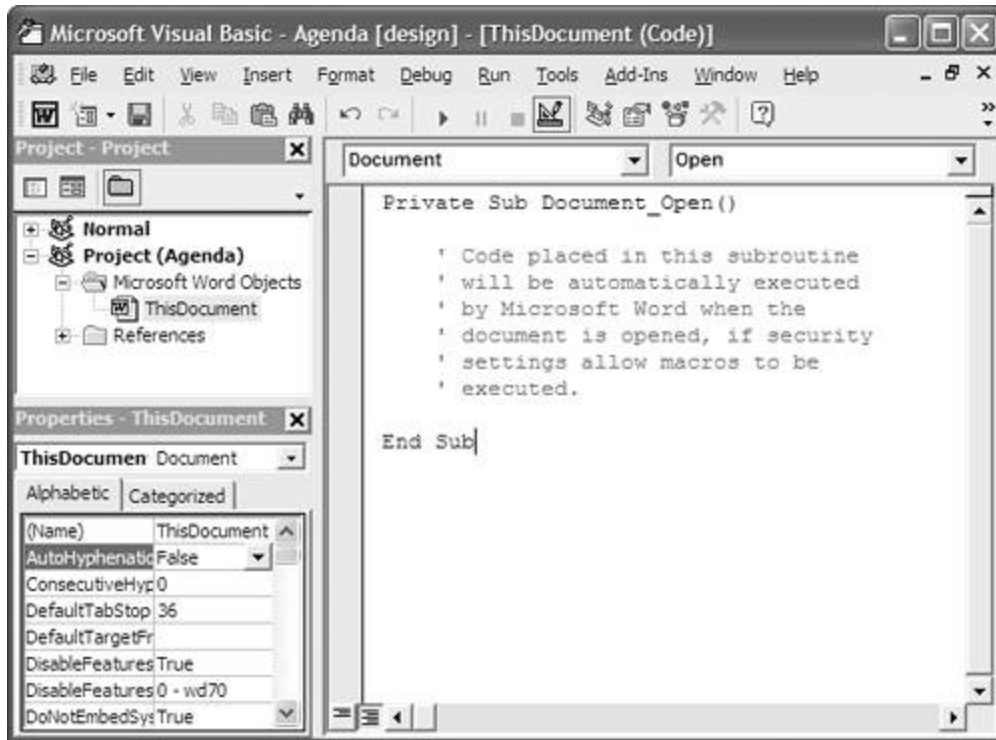 Microsoft Visual Basic - Agenda [design] - [ThisDocument (Code)]
File Edit View Insert Format Debug Run Tools Add-Ins Window Help
Project - Project
Normal
Project (Agenda)
Microsoft Word Objects
ThisDocument
References
Properties - ThisDocument
ThisDocumen Document
Alphabetic Categorized
(Name) ThisDocument
AutoHyphenatic False
ConsecutiveHyp 0
DefaultTabStop 36
DefaultTargetFr
DisableFeatures True
DisableFeatures 0 - wd70
DoNotEmbedSys True
Document Open
Private Sub Document_Open()
' Code placed in this subroutine
' will be automatically executed
' by Microsoft Word when the
' document is opened, if security
' settings allow macros to be
' executed.
End Sub